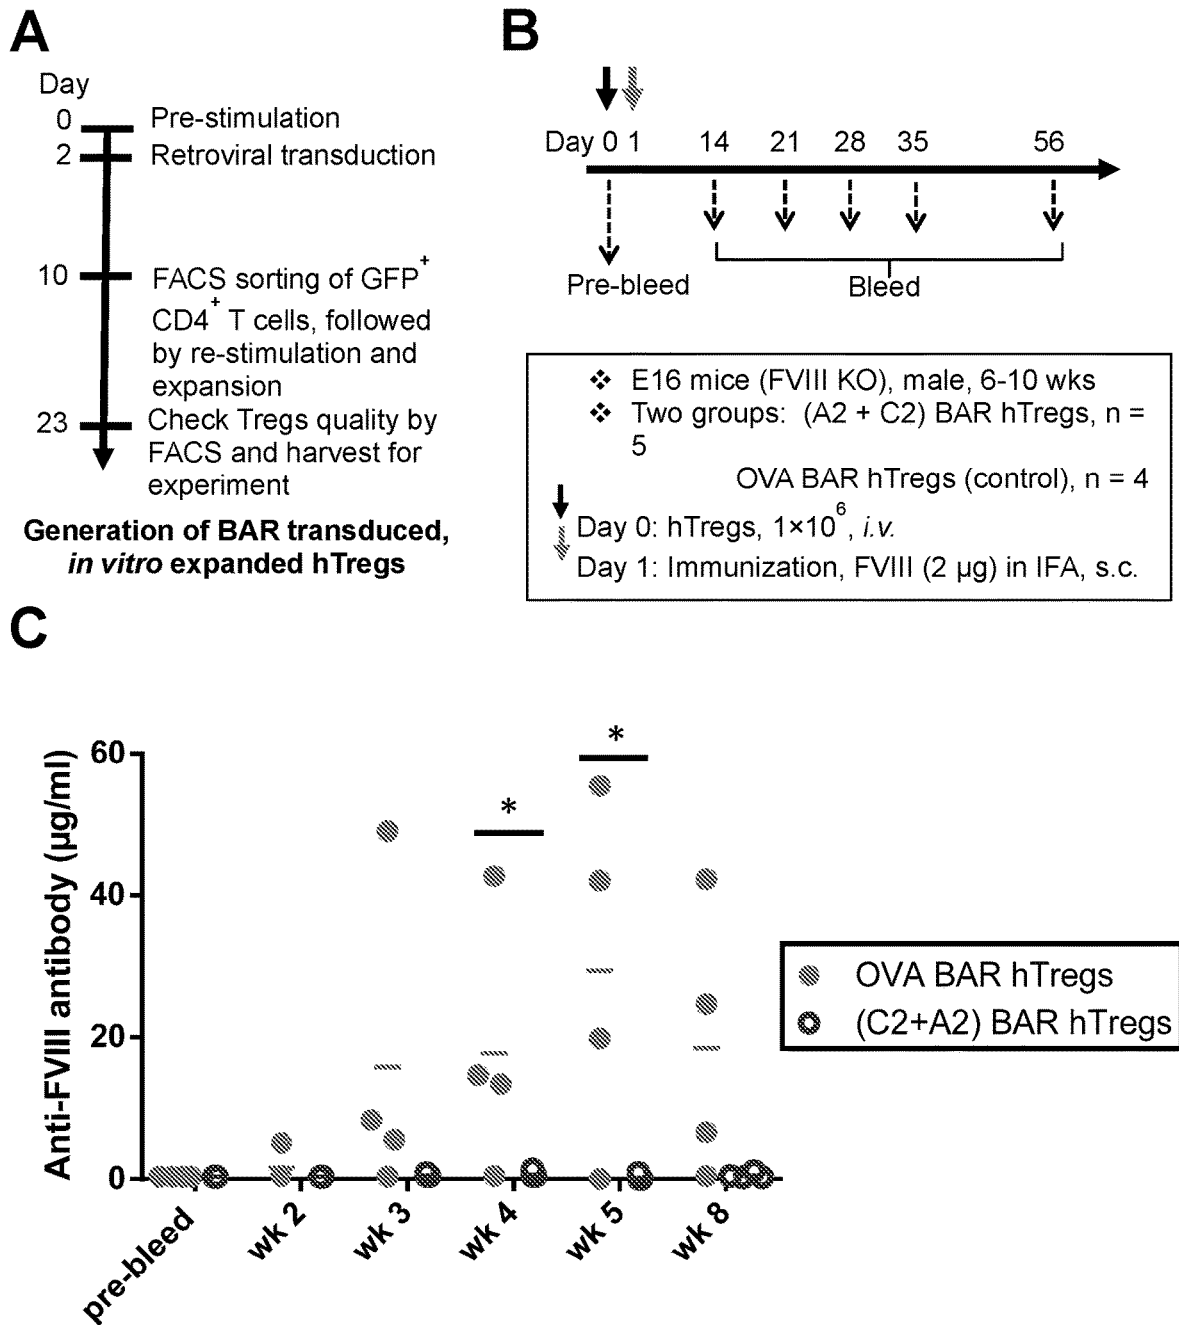 A
Day
0 Pre-stimulation
2 Retroviral transduction
10 FACS sorting of GFP+
CD4+ T cells, followed
by re-stimulation and
expansion
23 Check Tregs quality by
FACS and harvest for
experiment
Generation of BAR transduced,
in vitro expanded hTregs
B
Day 0 1 14 21 28 35 56
Pre-bleed
Bleed
❖ E16 mice (FVIII KO), male, 6-10 wks
❖ Two groups: (A2 + C2) BAR hTregs, n =
5
OVA BAR hTregs (control), n = 4
Day 0: hTregs, 1×10⁶, i.v.
Day 1: Immunization, FVIII (2 µg) in IFA, s.c.
C
Anti-FVIII antibody (µg/ml)
60
40
20
0
*
*
pre-bleed
wk 2
wk 3
wk 4
wk 5
wk 8
OVA BAR hTregs
(C2+A2) BAR hTregs